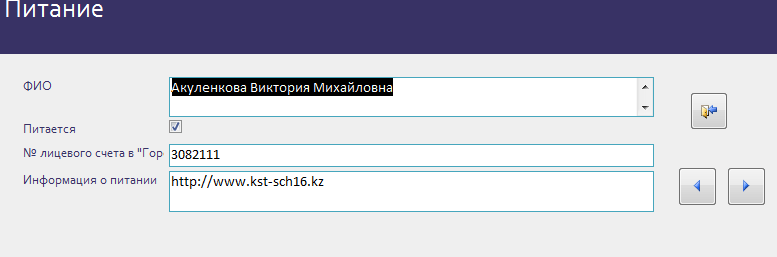 Питание
ФИО
Акуленкова Виктория Михайловна
Питается
№ лицевого счета в "Гор
3082111
Информация о питании
http://www.kst-sch16.kz